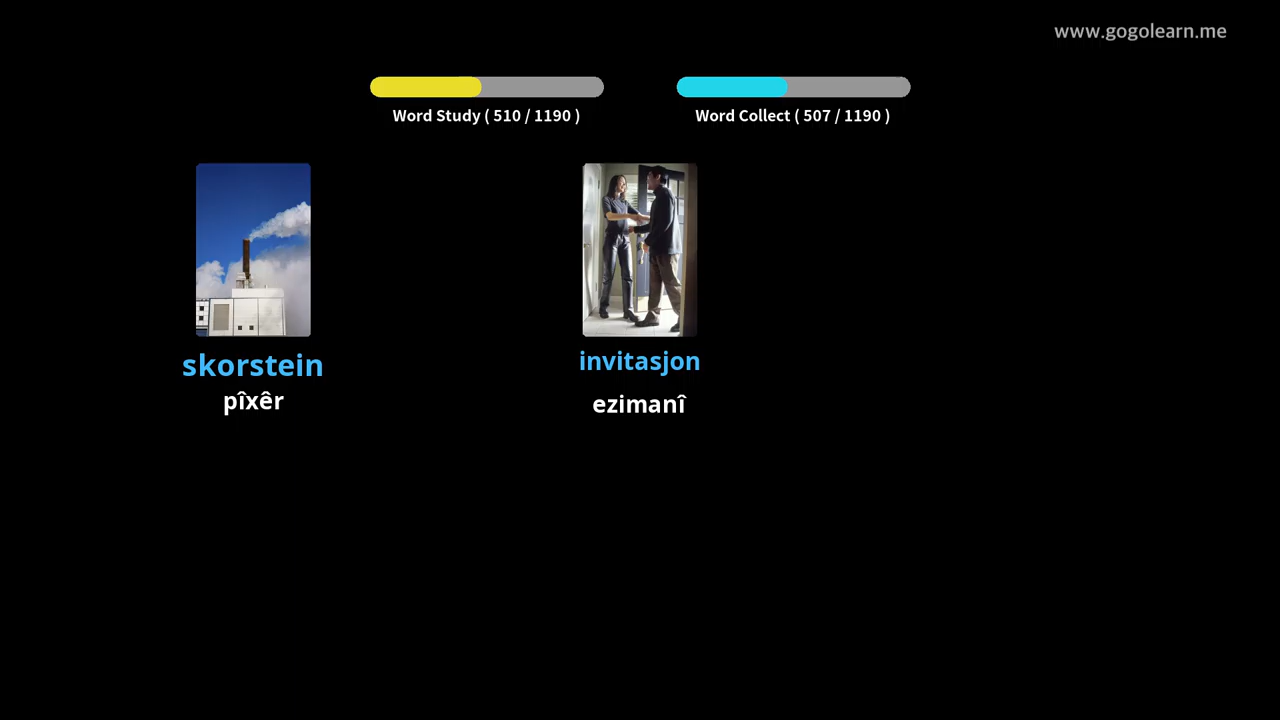 www.gogolearn.me
Word Study ( 510 / 1190 )
Word Collect ( 507 / 1190 )
skorstein
pîxêr
invitasjon
ezimanî